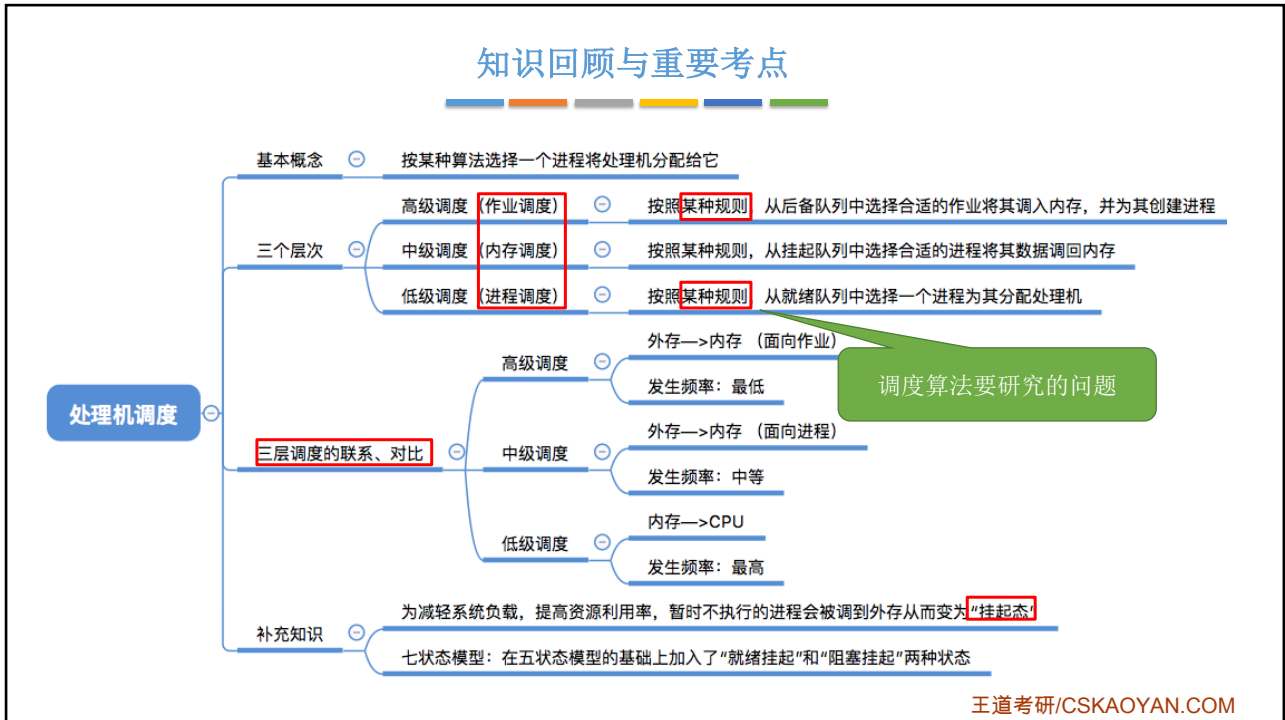 知识回顾与重要考点
基本概念
按某种算法选择一个进程将处理机分配给它
高级调度（作业调度）
按照某种规则，从后备队列中选择合适的作业将其调入内存，并为其创建进程
三个层次
中级调度（内存调度）
按照某种规则，从挂起队列中选择合适的进程将其数据调回内存
低级调度（进程调度）
按照某种规则，从就绪队列中选择一个进程为其分配处理机
调度算法要研究的问题
处理机调度
三层调度的联系、对比
高级调度
外存—>内存 （面向作业）
发生频率：最低
中级调度
外存—>内存 （面向进程）
发生频率：中等
低级调度
内存—>CPU
发生频率：最高
补充知识
为减轻系统负载，提高资源利用率，暂时不执行的进程会被调到外存从而变为“挂起态”
七状态模型：在五状态模型的基础上加入了“就绪挂起”和“阻塞挂起”两种状态
王道考研/CSKAOYAN.COM